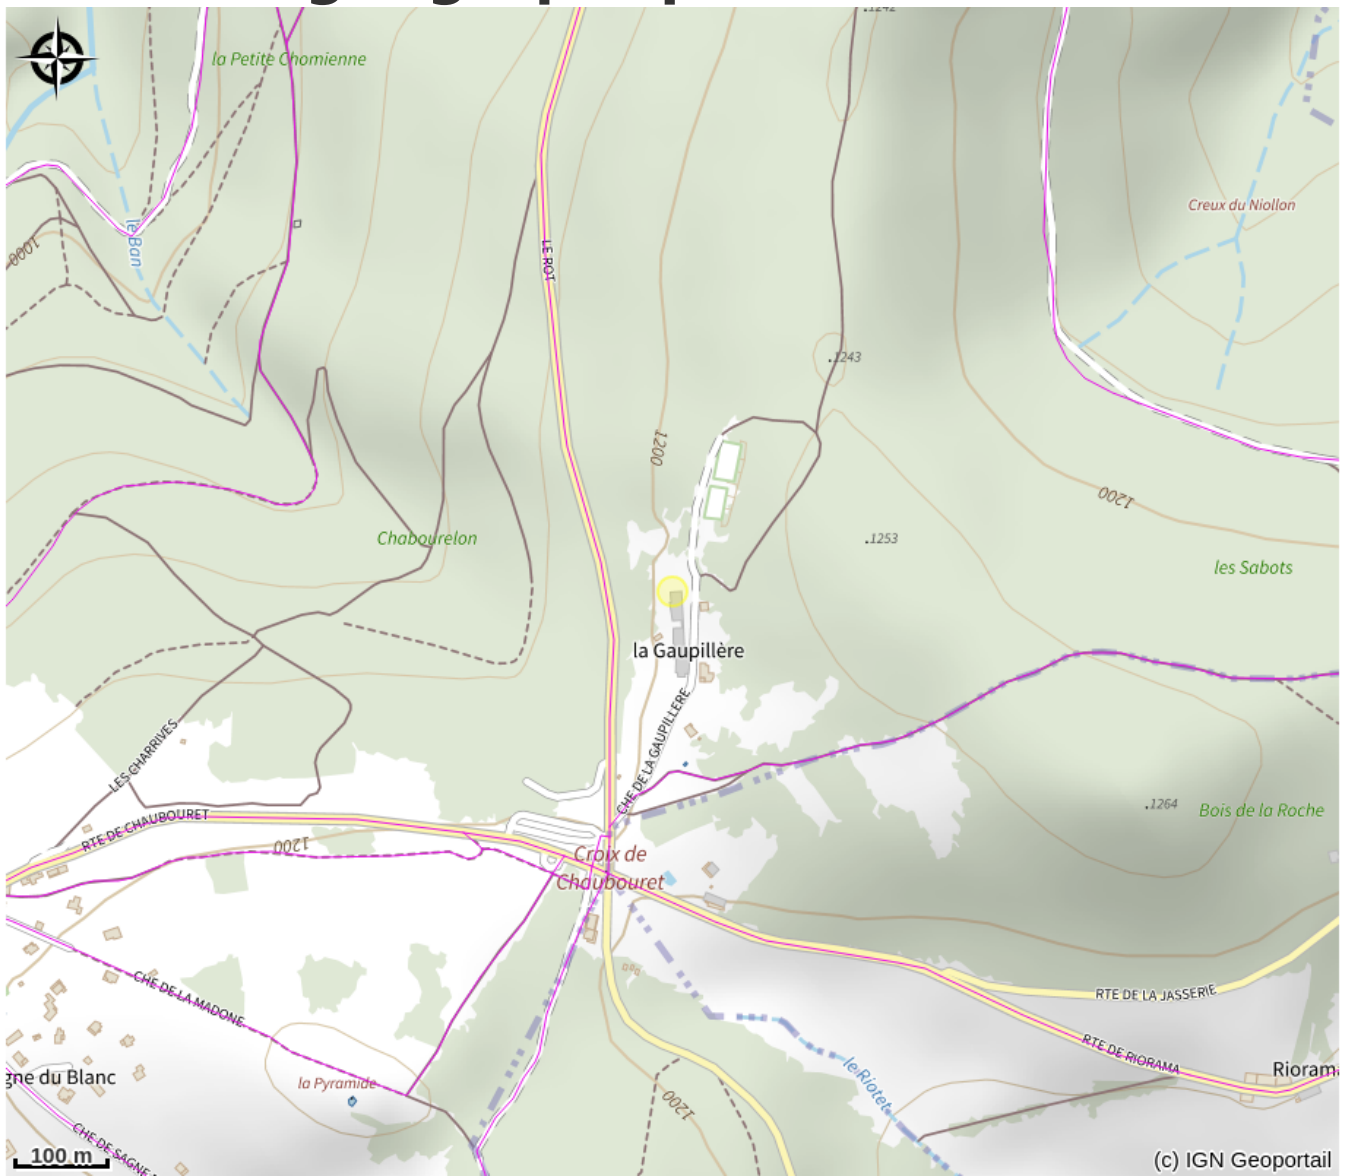 .1242
la Petite Chomienne
Creux du Niollon
le Ban
1000
LE ROT
.1243
1200
1200
Chabourelon
.1253
les Sabots
la Gaupillère
CHE DE LA GAUPILLERE
LES CHARRIVES
.1264
Bois de la Roche
RTE DE CHAUBOURET
1200
Croix de
Chaubouret
CHE DE LA MADONE
RTE DE LA JASSERIE
RTE DE RIORAMA
gne du Blanc
la Pyramide
le Riotet
Riorama
1200
CHE DE SAGNE
100 m
(c) IGN Geoportail